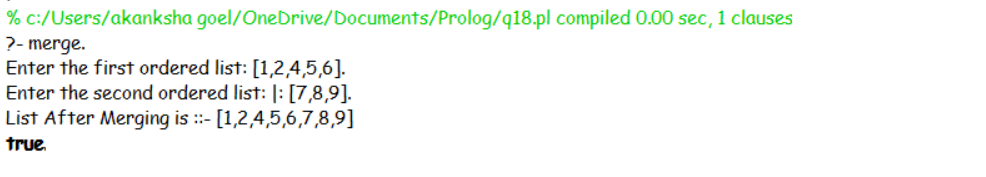 % c:/Users/akanksha goel/OneDrive/Documents/Prolog/q18.pl compiled 0.00 sec, 1 clauses
?- merge.
Enter the first ordered list: [1,2,4,5,6].
Enter the second ordered list: |: [7,8,9].
List After Merging is ::- [1,2,4,5,6,7,8,9]
true.